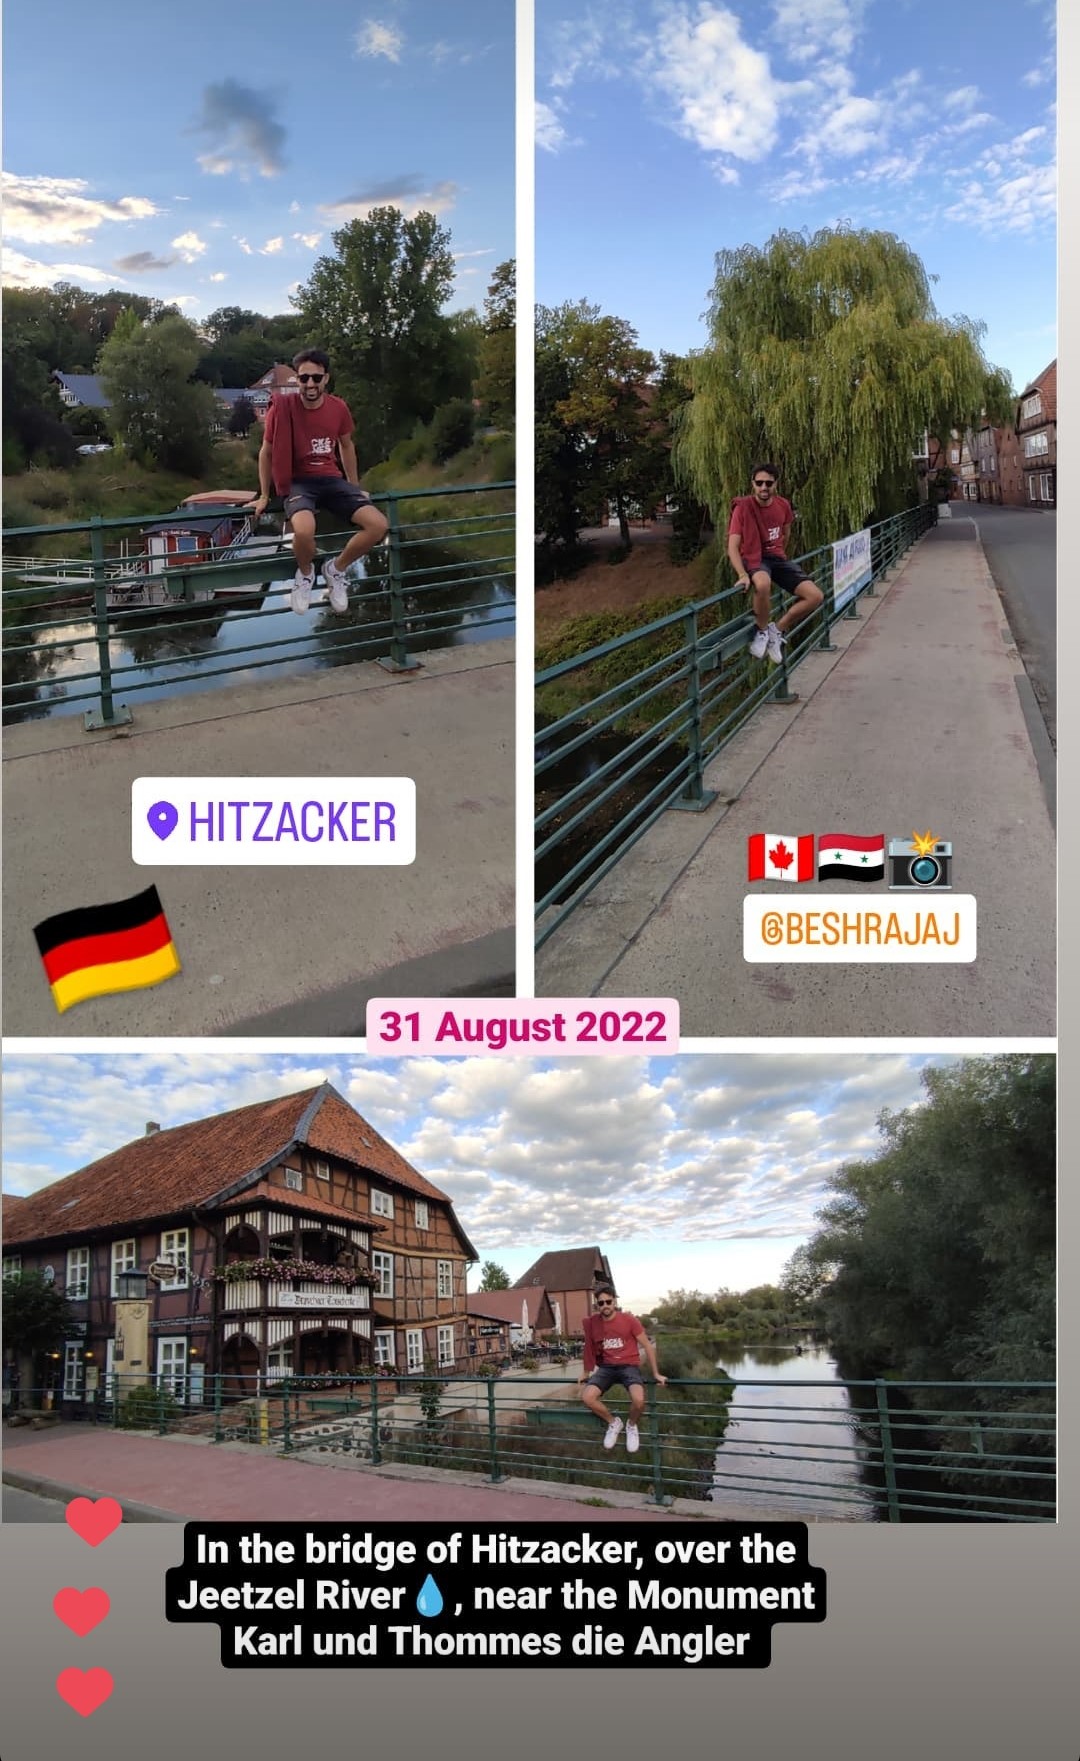 HITZACKER
@BESHRAJAJ
31 August 2022
In the bridge of Hitzacker, over the
Jeetzel River💧, near the Monument
Karl und Thommes die Angler